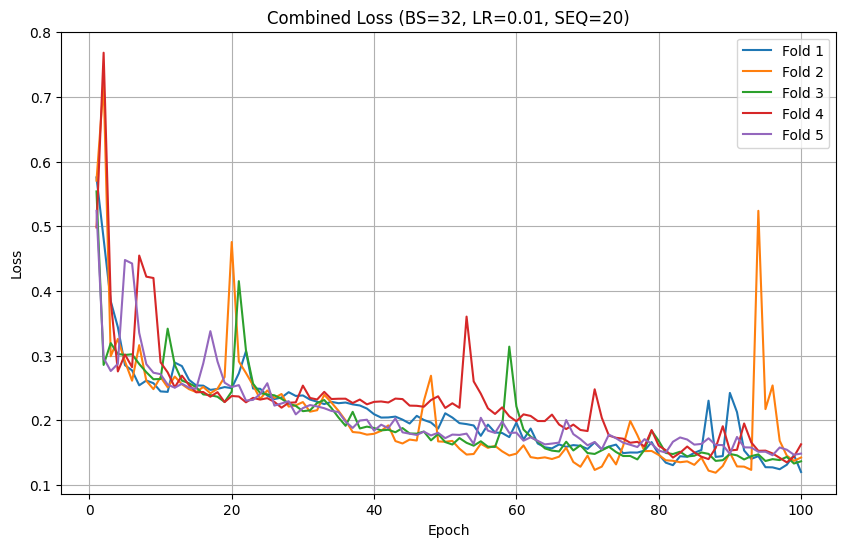 Combined Loss (BS=32, LR=0.01, SEQ=20)
0.8
0.7
0.6
0.5
0.4
0.3
0.2
0.1
Loss
Fold 1
Fold 2
Fold 3
Fold 4
Fold 5
0 20 40 60 80 100
Epoch